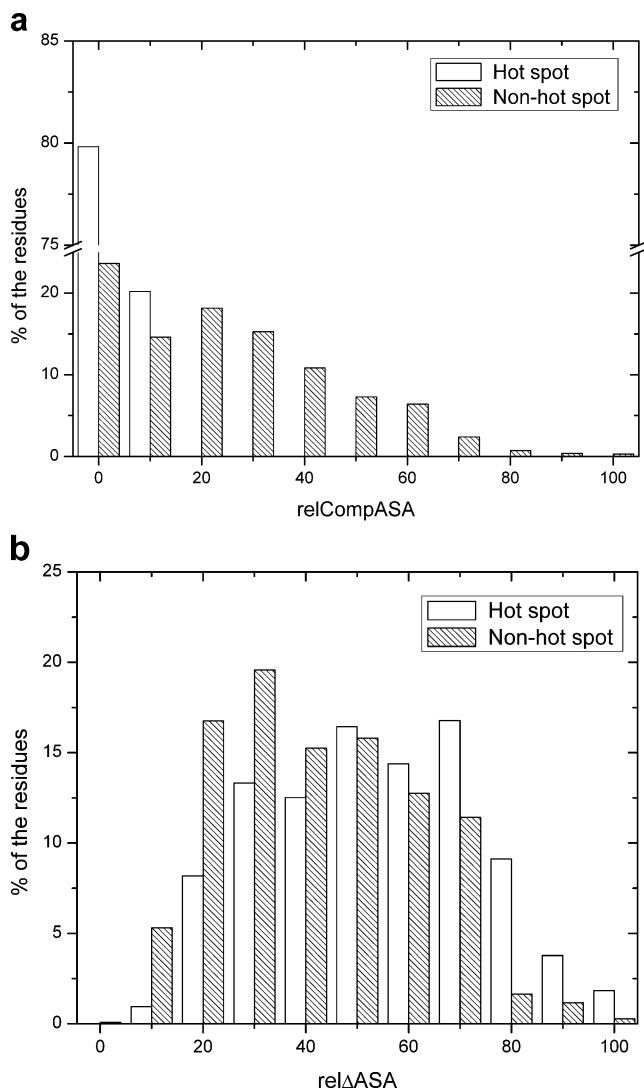 a
85
80
75
20
10
0
% of the residues
Hot spot
Non-hot spot
0 20 40 60 80 100
relCompASA
b
25
20
15
10
5
0
% of the residues
Hot spot
Non-hot spot
0 20 40 60 80 100
relΔASA